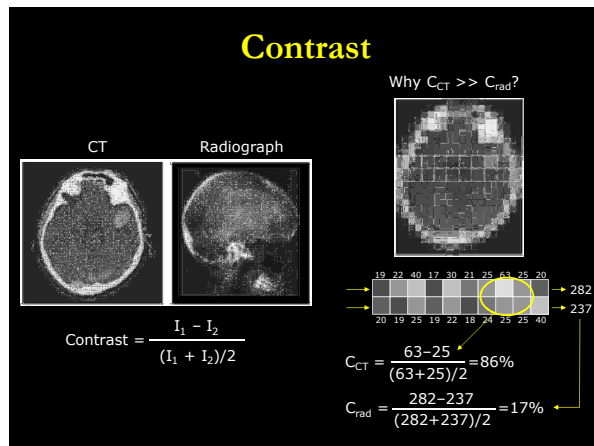 Contrast
Why C_CT >> C_rad?
CT
Radiograph
19 22 40 17 30 21 25 63 25 20
282
237
20 19 25 19 22 18 24 25 25 40
Contrast = I₁ – I₂
(I₁ + I₂)/2
C_CT = 63–25
(63+25)/2 =86%
C_rad = 282–237
(282+237)/2 =17%